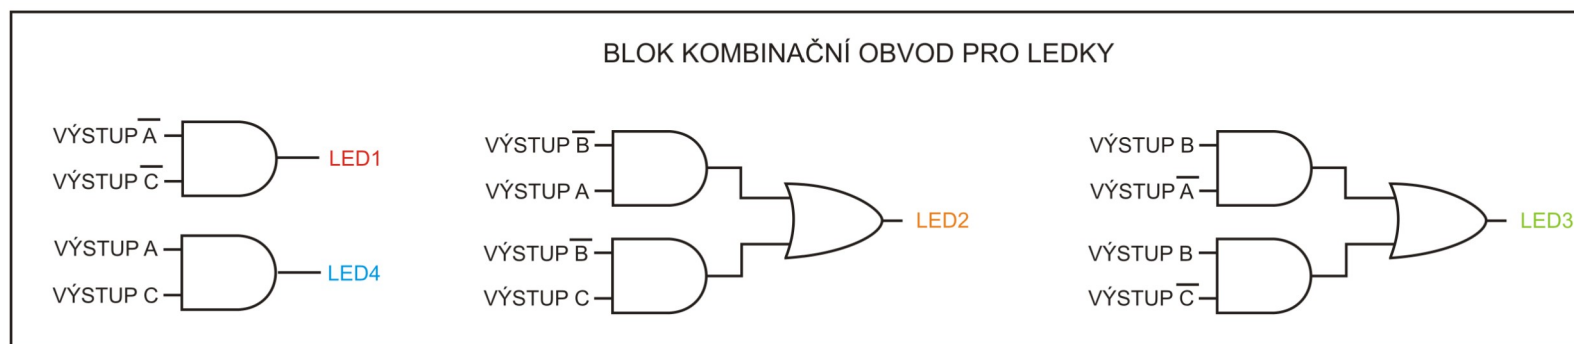 BLOK KOMBINAČNÍ OBVOD PRO LEDKY
VÝSTUP A̅
VÝSTUP C̅
LED1
VÝSTUP A
VÝSTUP C
LED4
VÝSTUP B̅
VÝSTUP A
VÝSTUP B̅
VÝSTUP C
LED2
VÝSTUP B
VÝSTUP A̅
VÝSTUP B
VÝSTUP C̅
LED3